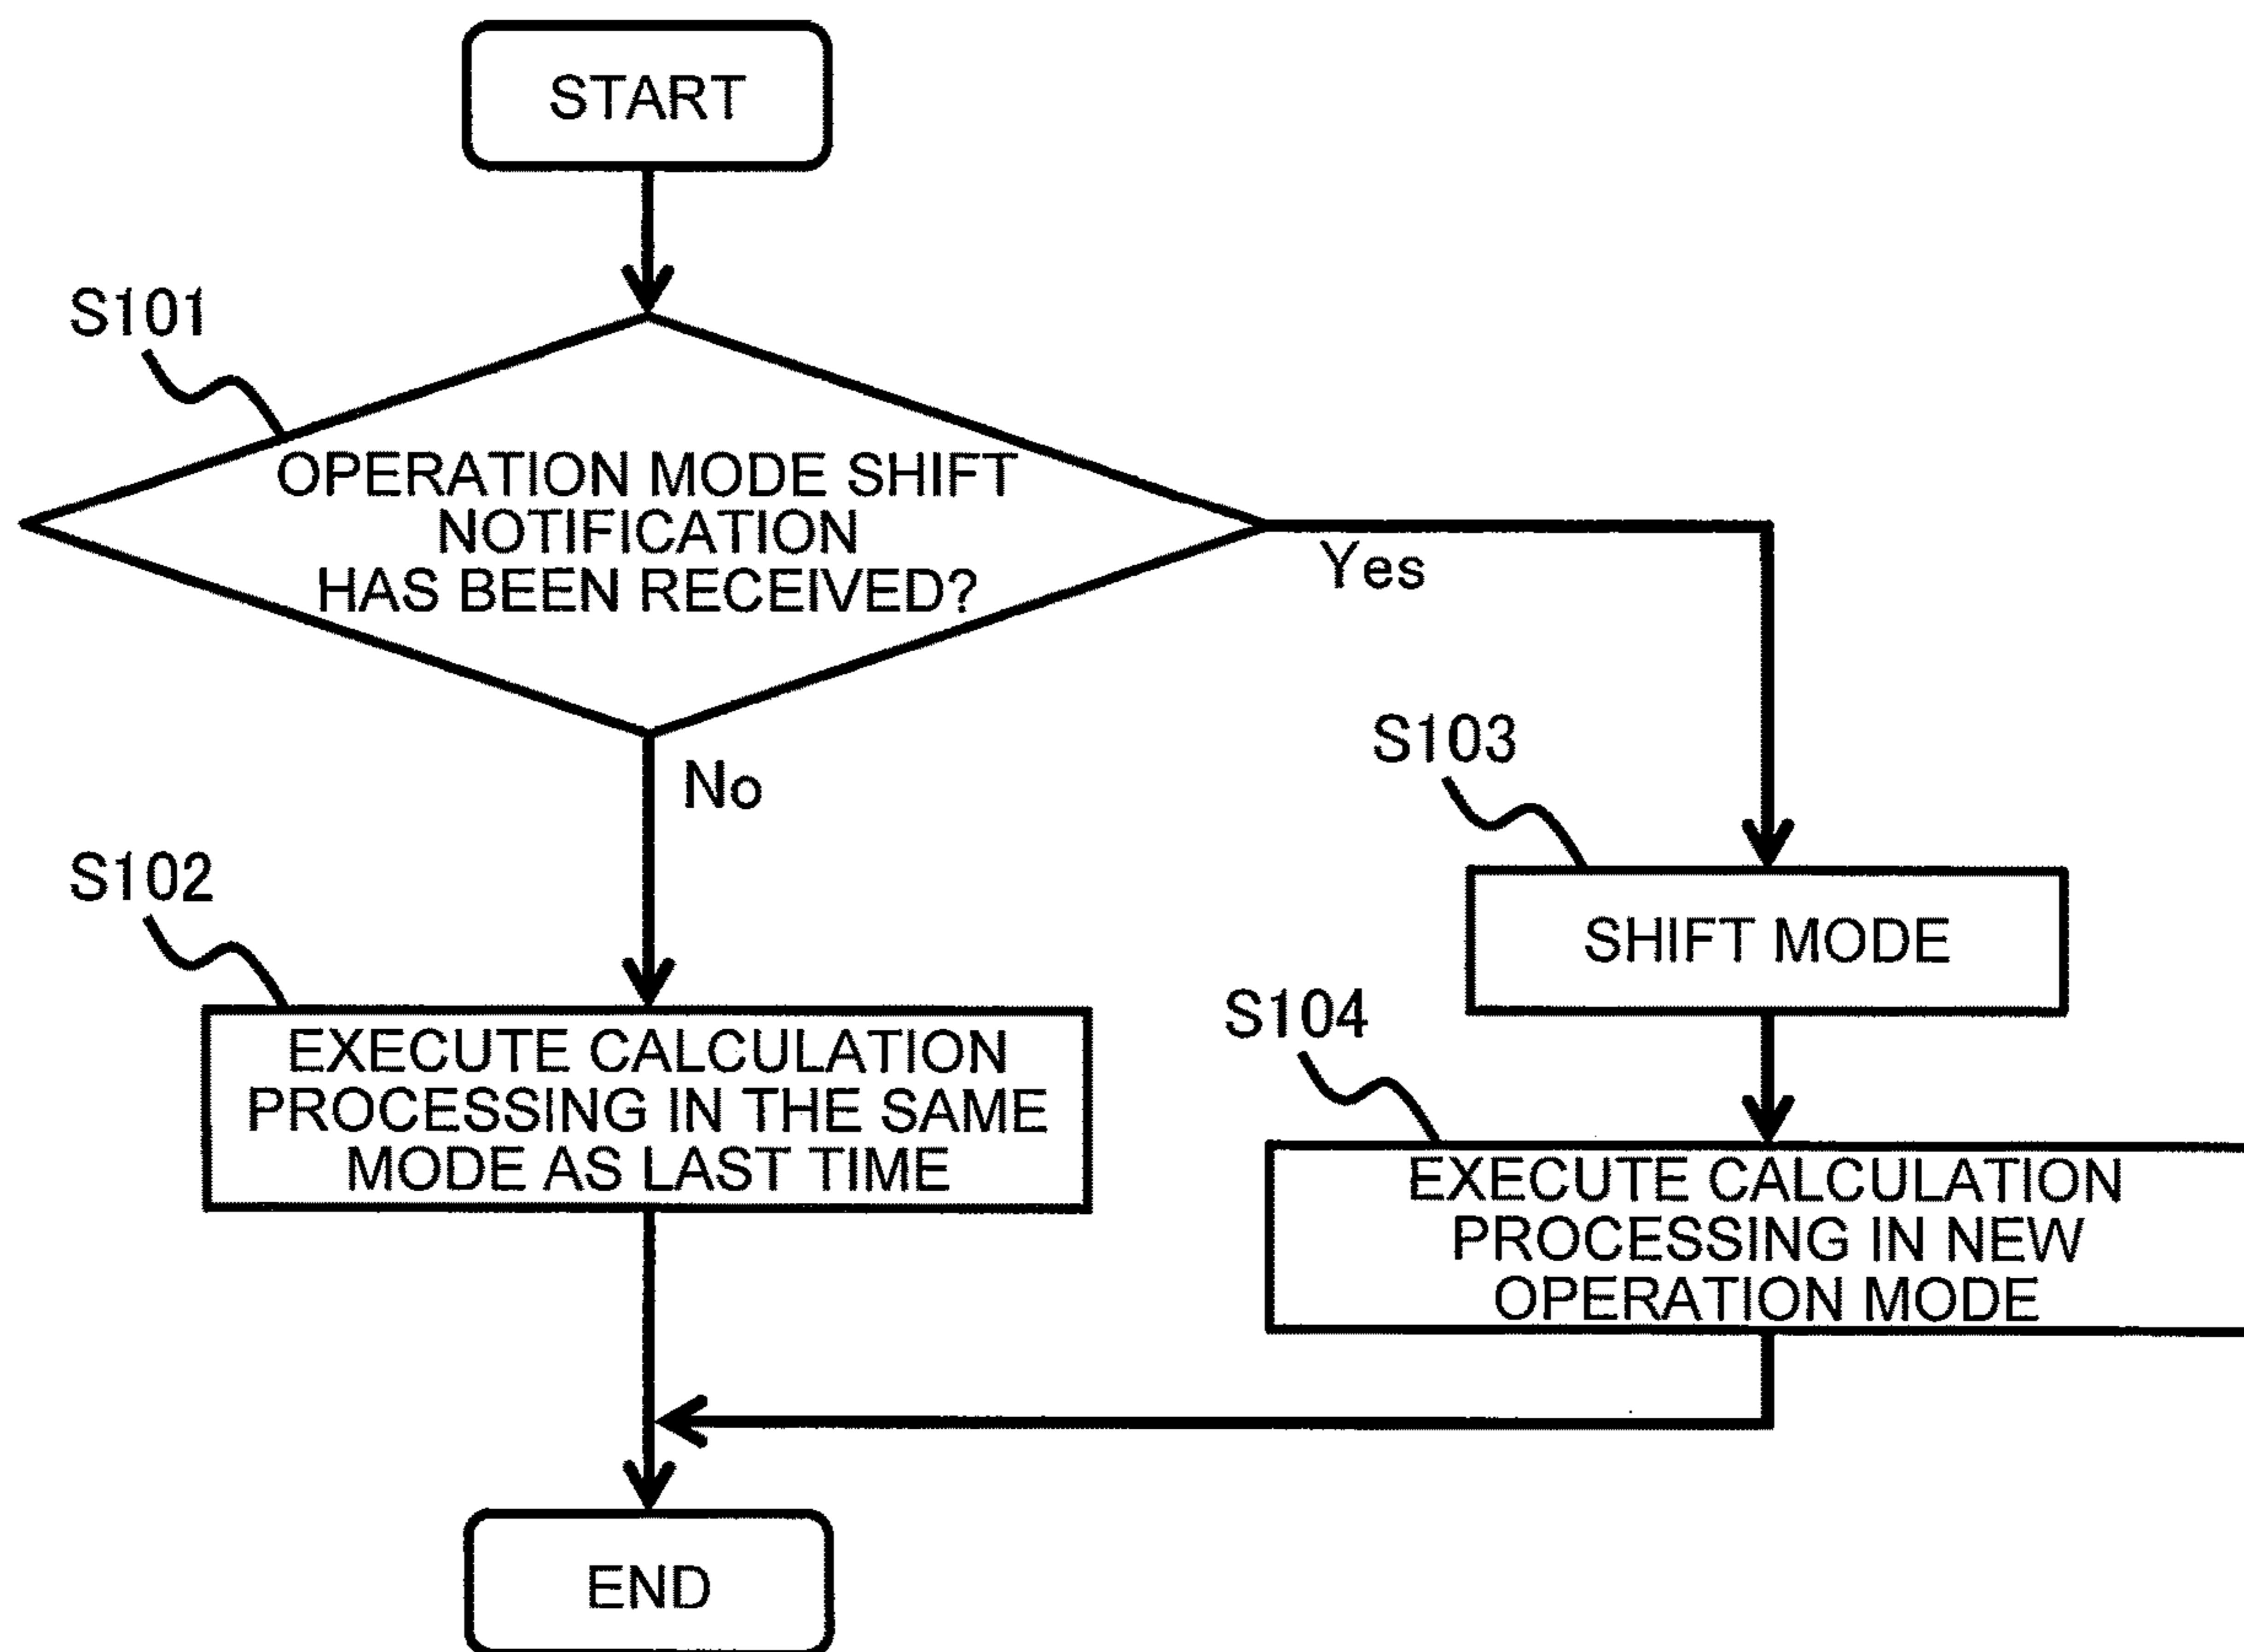 START
S101
OPERATION MODE SHIFT
NOTIFICATION
HAS BEEN RECEIVED?
Yes
No
S103
SHIFT MODE
S102
EXECUTE CALCULATION
PROCESSING IN THE SAME
MODE AS LAST TIME
S104
EXECUTE CALCULATION
PROCESSING IN NEW
OPERATION MODE
END